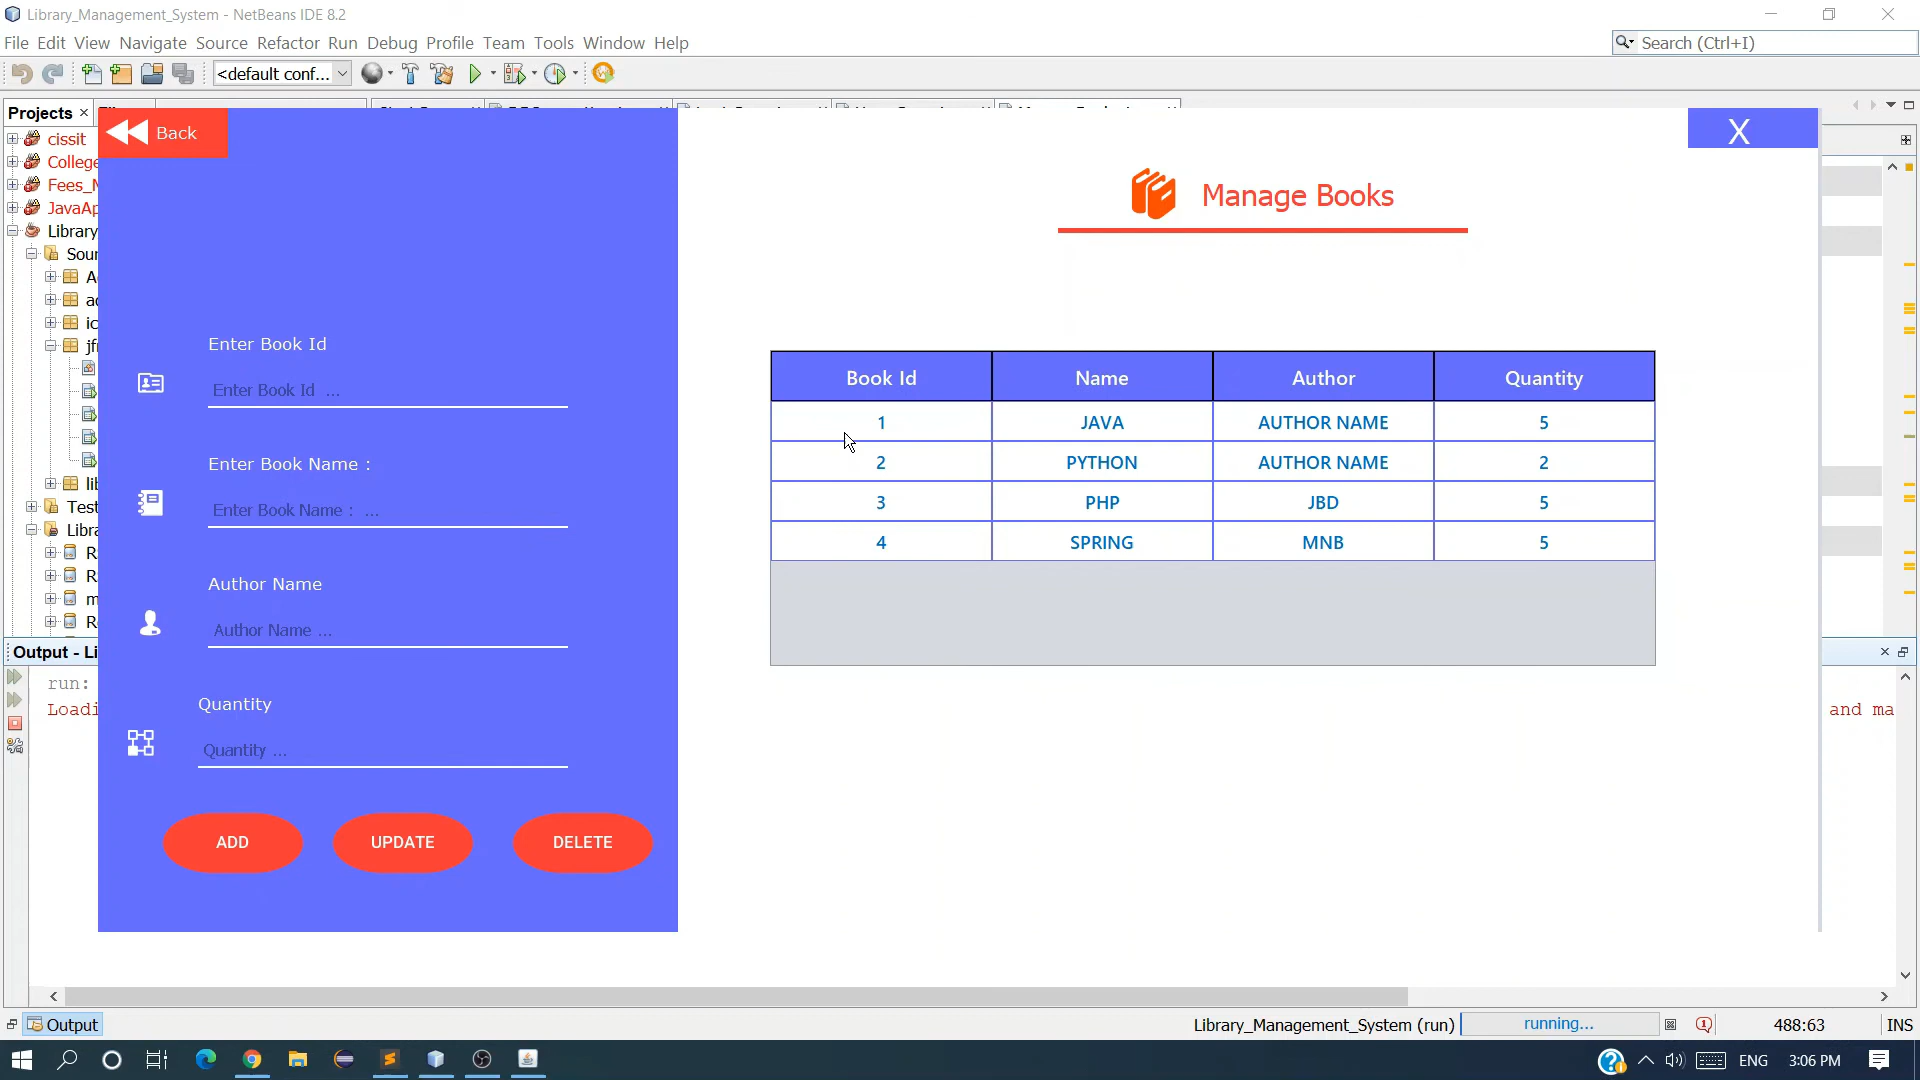 Library_Management_System - NetBeans IDE 8.2
File Edit View Navigate Source Refactor Run Debug Profile Team Tools Window Help
Search (Ctrl+I)
<default conf...
Projects
cissit
College
Fees_M
JavaAp
Library
Sour
Test
Libra
Back
X
Manage Books
Enter Book Id
Enter Book Id ...
Enter Book Name :
Enter Book Name : ...
Author Name
Author Name ...
Quantity
Quantity ...
ADD UPDATE DELETE
Book Id Name Author Quantity
1 JAVA AUTHOR NAME 5
2 PYTHON AUTHOR NAME 2
3 PHP JBD 5
4 SPRING MNB 5
Output - Li
run:
Loadi
and ma
Output
Library_Management_System (run)
running...
488:63
INS
ENG
3:06 PM